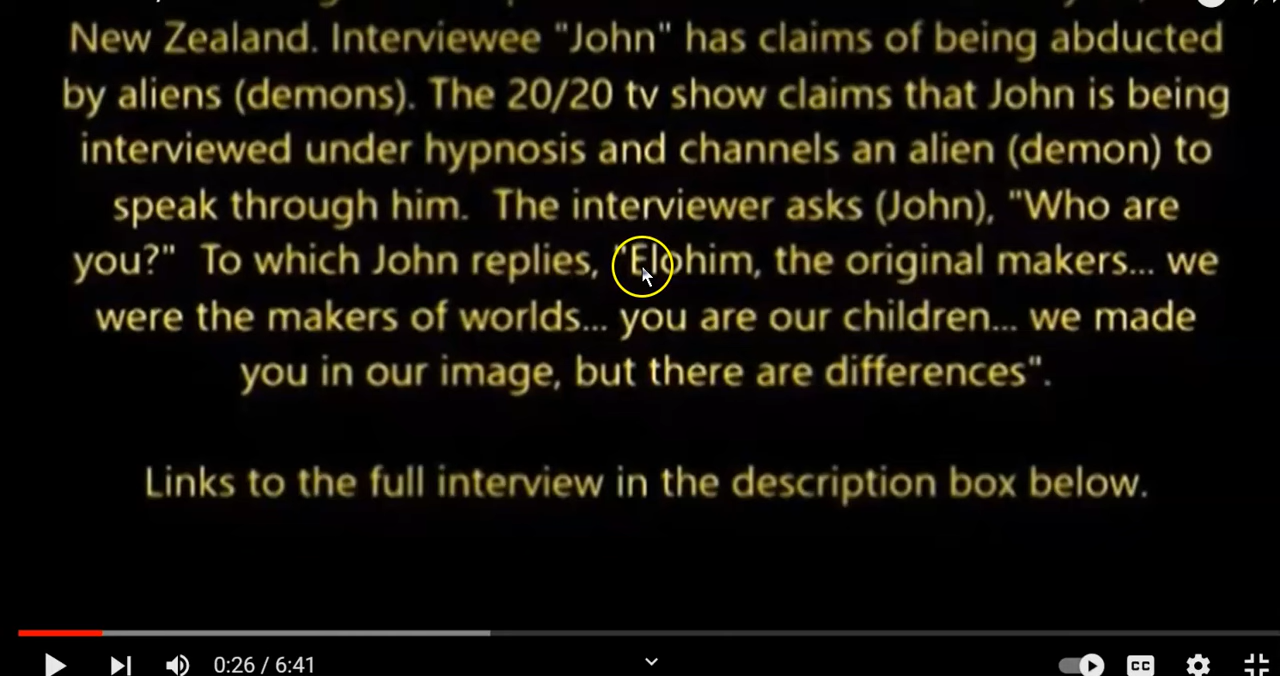 New Zealand. Interviewee "John" has claims of being abducted
by aliens (demons). The 20/20 tv show claims that John is being
interviewed under hypnosis and channels an alien (demon) to
speak through him. The interviewer asks (John), "Who are
you?" To which John replies, "Elohim, the original makers... we
were the makers of worlds... you are our children... we made
you in our image, but there are differences".
Links to the full interview in the description box below.
0:26 / 6:41
CC